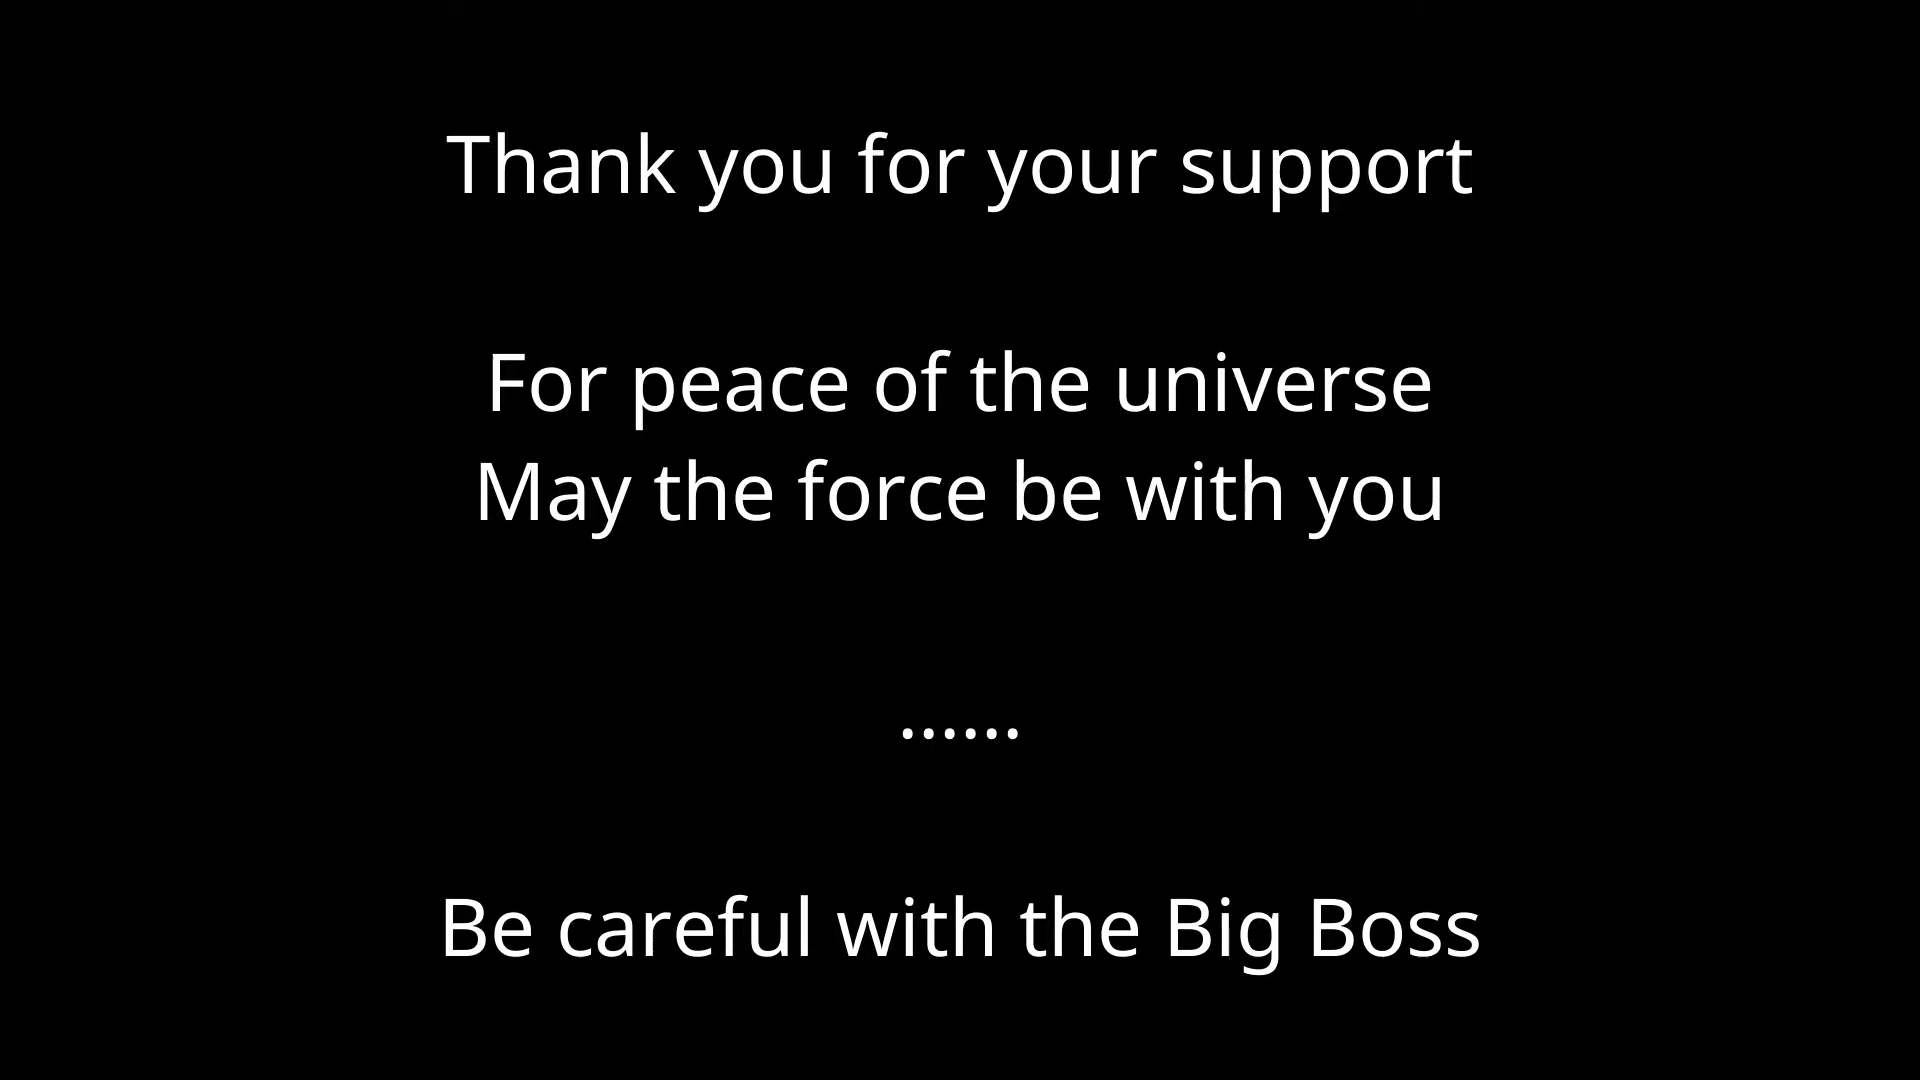 Thank you for your support
For peace of the universe
May the force be with you
......
Be careful with the Big Boss